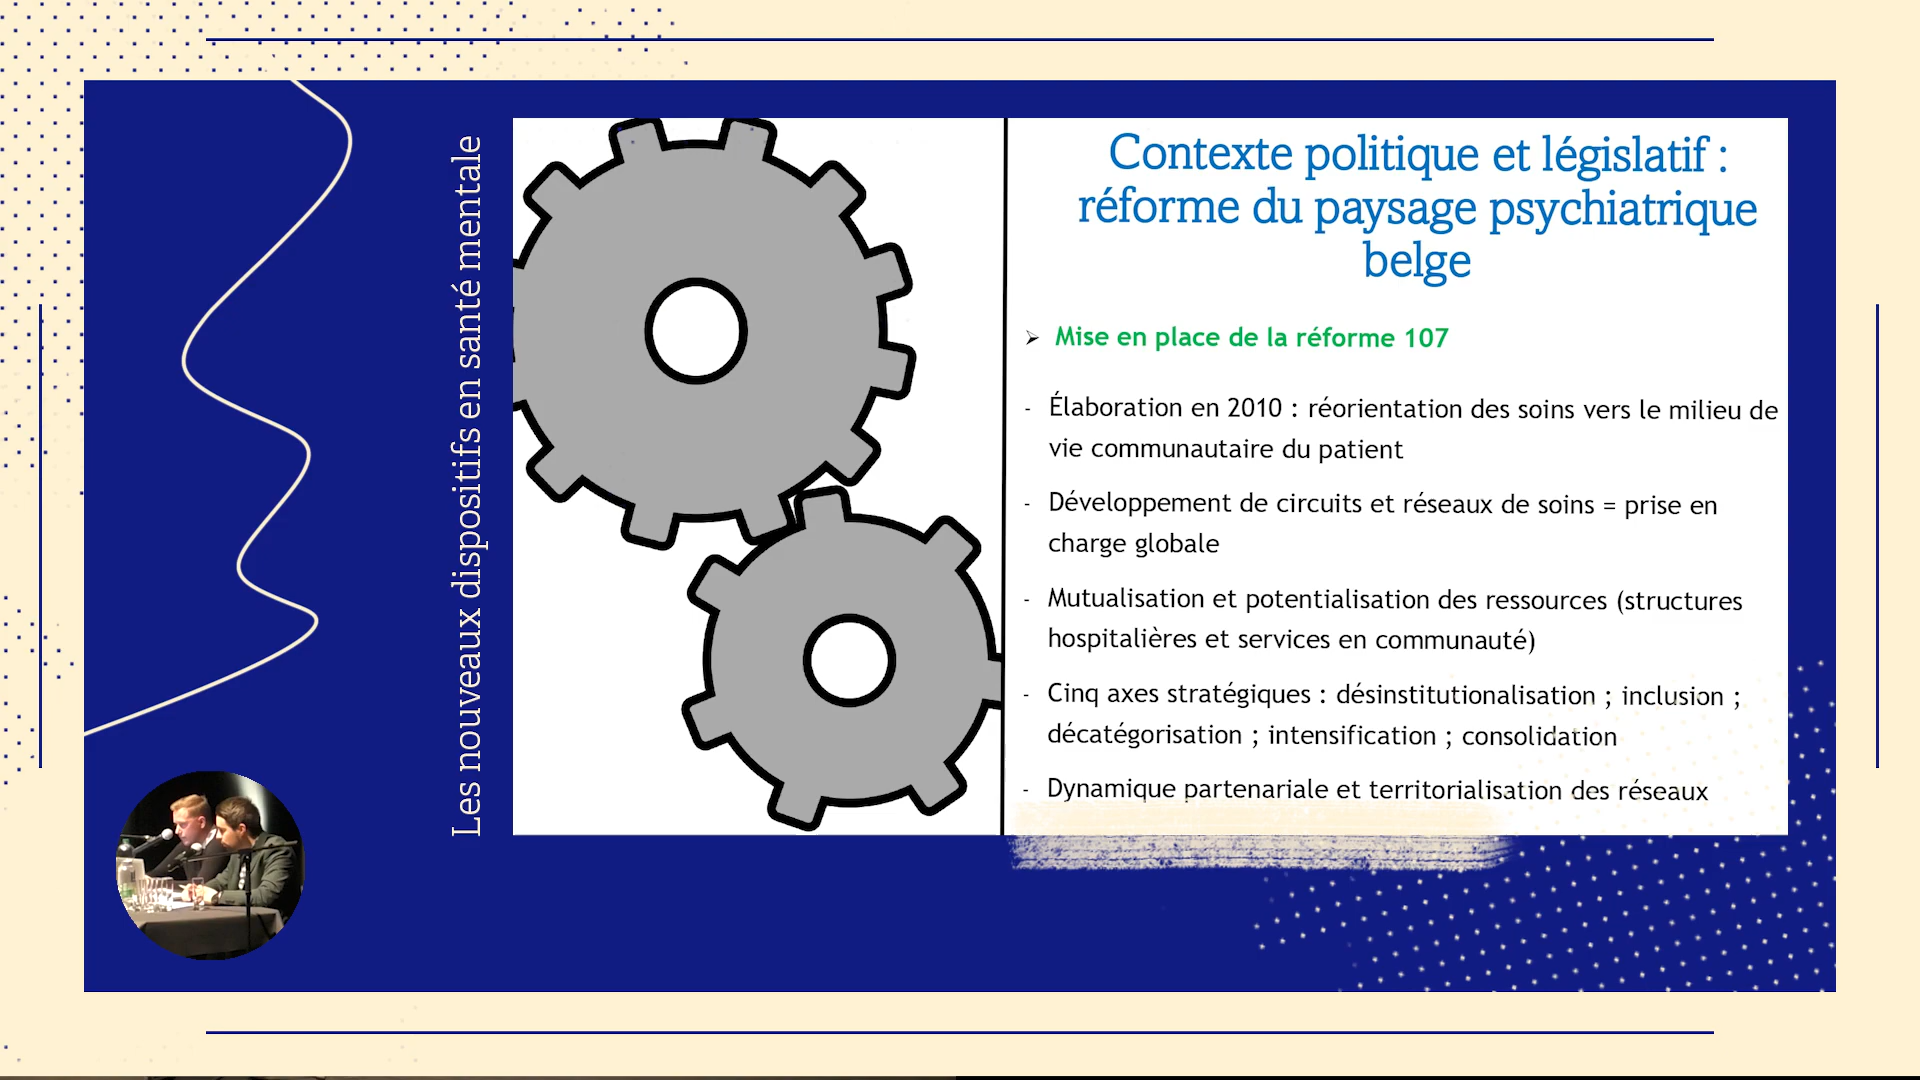 Les nouveaux dispositifs en santé mentale
Contexte politique et législatif :
réforme du paysage psychiatrique
belge
➢ Mise en place de la réforme 107
- Élaboration en 2010 : réorientation des soins vers le milieu de
vie communautaire du patient
- Développement de circuits et réseaux de soins = prise en
charge globale
- Mutualisation et potentialisation des ressources (structures
hospitalières et services en communauté)
- Cinq axes stratégiques : désinstitutionalisation ; inclusion ;
décatégorisation ; intensification ; consolidation
- Dynamique partenariale et territorialisation des réseaux